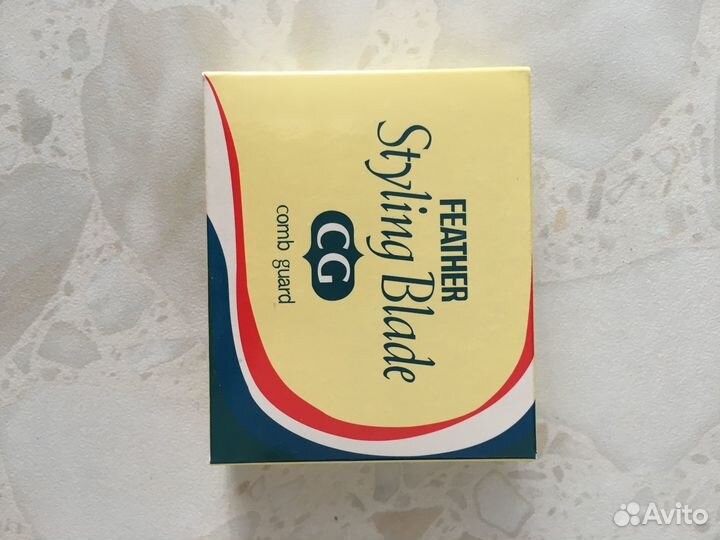 FEATHER
Styling Blade
CG
comb guard
Avito